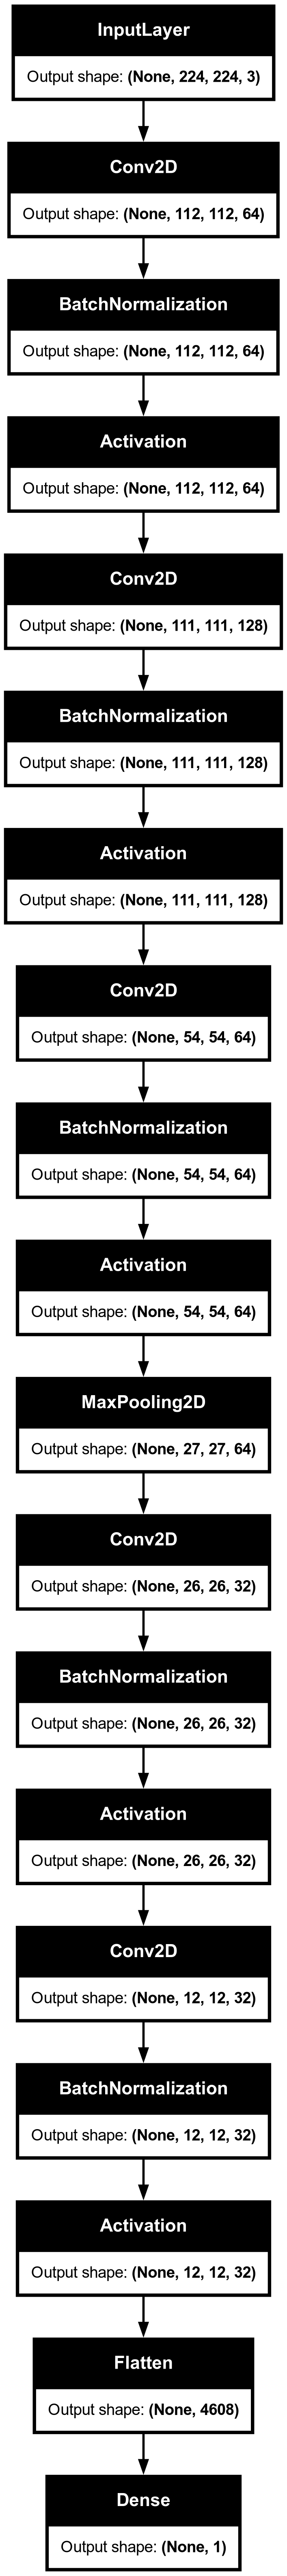 InputLayer
Output shape: (None, 224, 224, 3)
Conv2D
Output shape: (None, 112, 112, 64)
BatchNormalization
Output shape: (None, 112, 112, 64)
Activation
Output shape: (None, 112, 112, 64)
Conv2D
Output shape: (None, 111, 111, 128)
BatchNormalization
Output shape: (None, 111, 111, 128)
Activation
Output shape: (None, 111, 111, 128)
Conv2D
Output shape: (None, 54, 54, 64)
BatchNormalization
Output shape: (None, 54, 54, 64)
Activation
Output shape: (None, 54, 54, 64)
MaxPooling2D
Output shape: (None, 27, 27, 64)
Conv2D
Output shape: (None, 26, 26, 32)
BatchNormalization
Output shape: (None, 26, 26, 32)
Activation
Output shape: (None, 26, 26, 32)
Conv2D
Output shape: (None, 12, 12, 32)
BatchNormalization
Output shape: (None, 12, 12, 32)
Activation
Output shape: (None, 12, 12, 32)
Flatten
Output shape: (None, 4608)
Dense
Output shape: (None, 1)